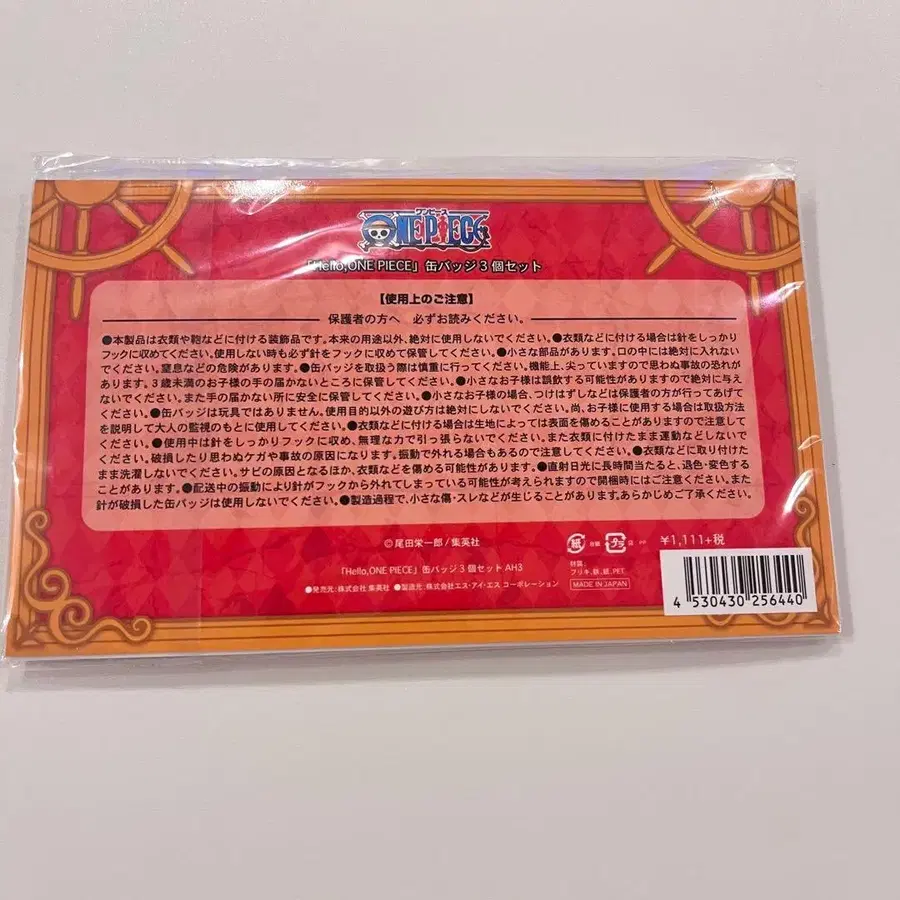 ワンピース
ONE PIECE
「Hello,ONE PIECE」缶バッジ3個セット
【使用上のご注意】
保護者の方へ 必ずお読みください。
●本製品は衣類や鞄などに付ける装飾品です。本来の用途以外、絶対に使用しないでください。●衣類などに付ける場合は針をしっかり
フックに収めてください。使用しない時も必ず針をフックに収めて保管してください。●小さな部品があります。口の中には絶対に入れない
でください。窒息などの危険があります。●缶バッジを取扱う際は慎重に行ってください。機能上、尖っていますので思わぬ事故の恐れが
あります。3歳未満のお子様の手の届かないところに保管してください。●小さなお子様は誤飲する可能性がありますので絶対に与え
ないでください。また手の届かない所に安全に保管してください。●小さなお子様の場合、つけはずしなどは保護者の方が行ってあげて
ください。●缶バッジは玩具ではありません。使用目的以外の遊び方は絶対にしないでください。尚、お子様に使用する場合は取扱方法
を説明して大人の監視のもとに使用してください。●衣類などに付ける場合は生地によっては表面を傷めることがありますので注意して
ください。●使用中は針をしっかりフックに収め、無理な力で引っ張らないでください。また衣類に付けたまま運動などしないで
ください。破損したり思わぬケガや事故の原因になります。振動で外れる場合もあるので注意してください。●衣類などに取り付けた
まま洗濯しないでください。サビの原因となるほか、衣類などを傷める可能性があります。●直射日光に長時間当たると、退色・変色する
ことがあります。●配送中の振動により針がフックから外れてしまっている可能性が考えられますので開梱時にはご注意ください。また
針が破損した缶バッジは使用しないでください。●製造過程で、小さな傷・スレなどが生じることがあります。あらかじめご了承ください。
©尾田栄一郎/集英社
紙 台紙 プラ 袋 PP ¥1,111+税
「Hello,ONE PIECE」缶バッジ3個セット AH3
●発売元:株式会社 集英社 ●製造元:株式会社エス・アイ・エス コーポレーション
材質:
ブリキ、鉄、紙、PET
MADE IN JAPAN
4 530430 256440